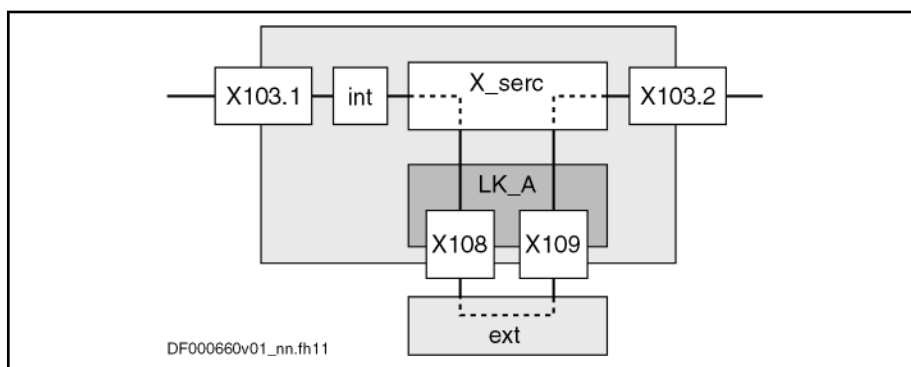 X_serc
X103.1
int
X103.2
LK_A
X108
X109
ext
DF000660v01_nn.fh11